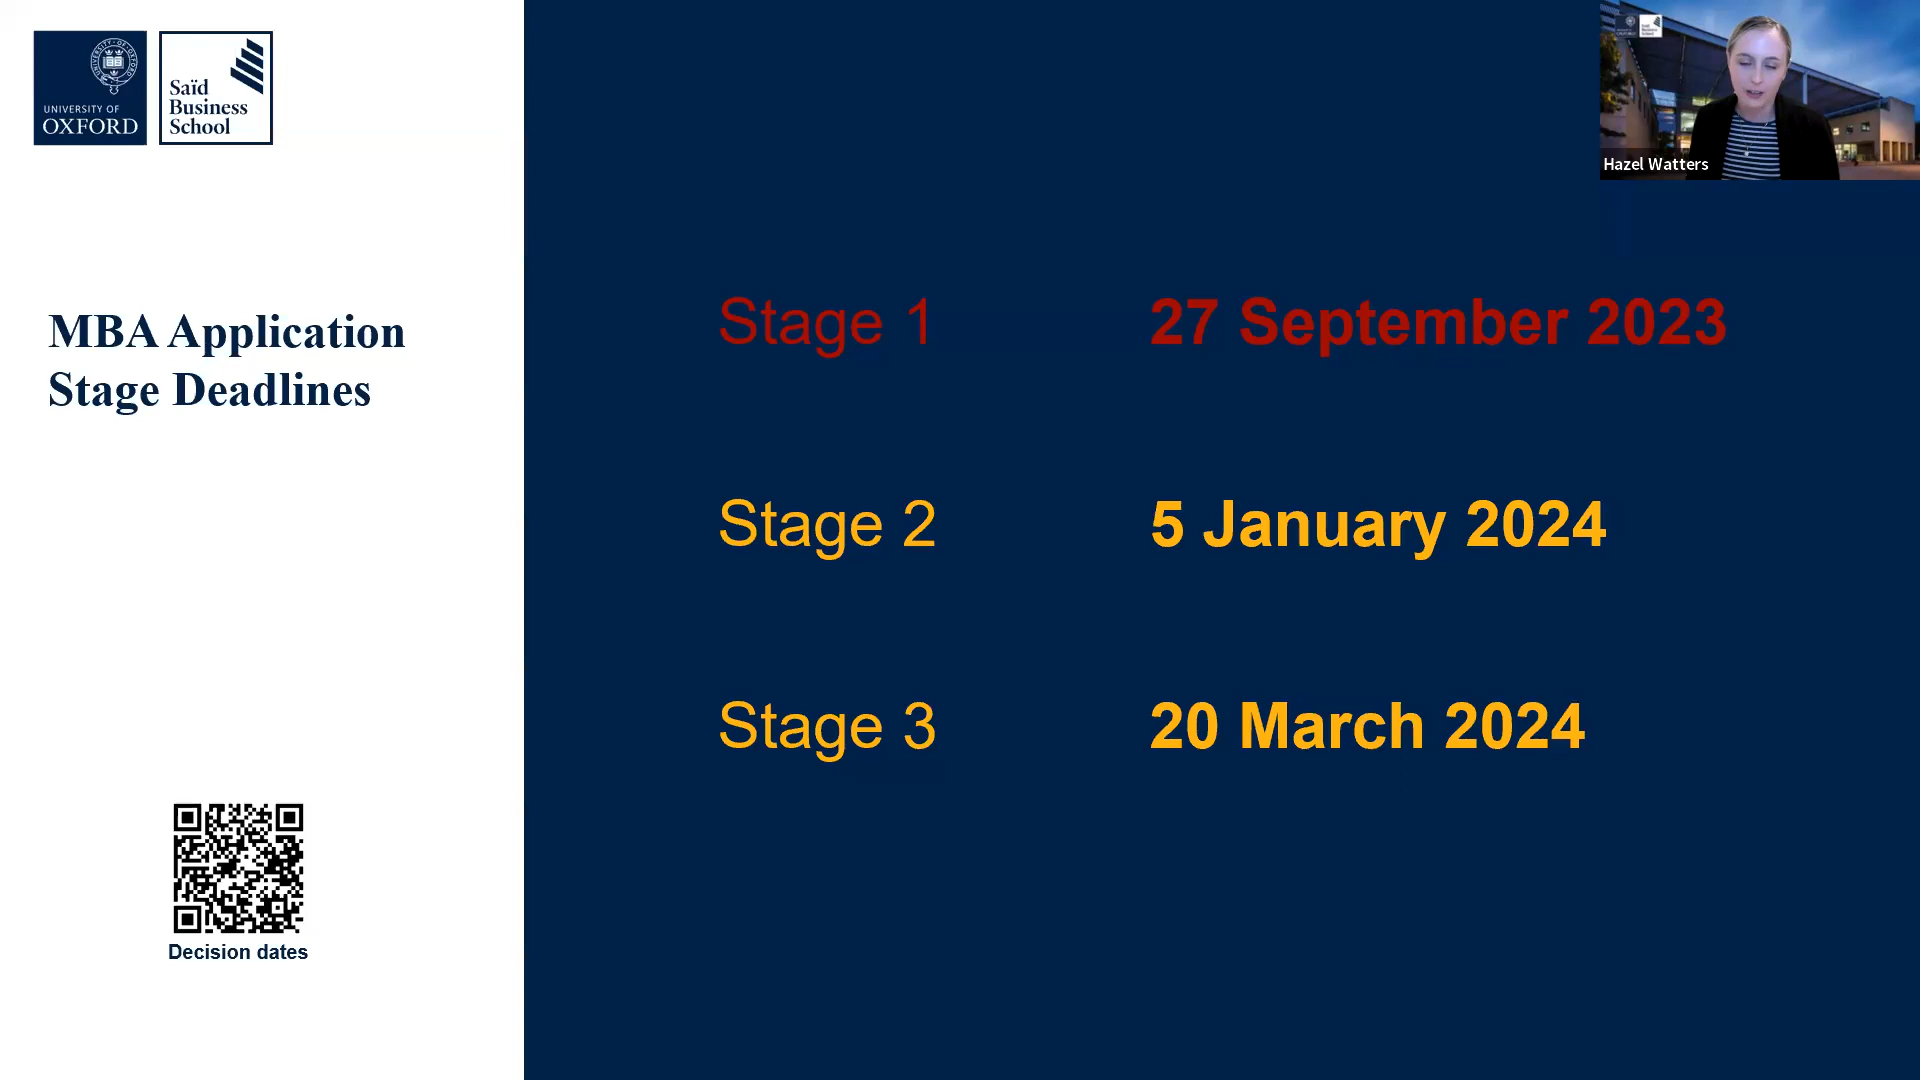 UNIVERSITY OF
OXFORD
Saïd
Business
School
Hazel Watters
MBA Application
Stage Deadlines
Stage 1 27 September 2023
Stage 2 5 January 2024
Stage 3 20 March 2024
Decision dates